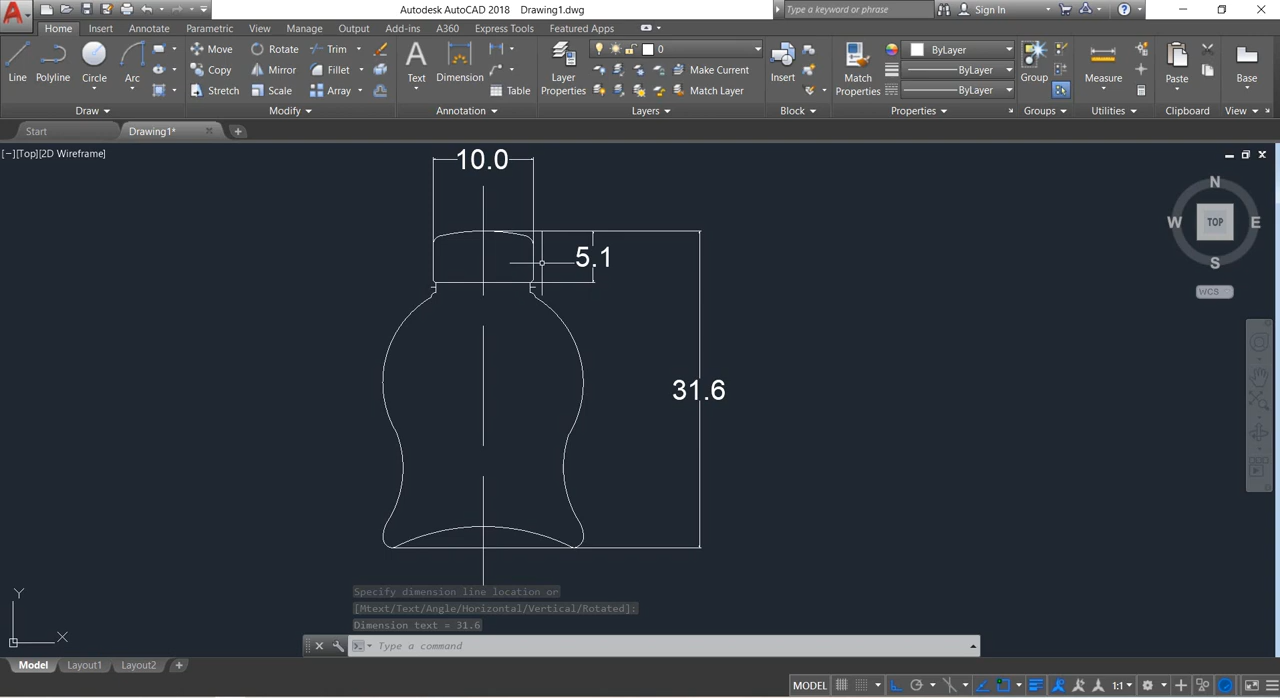 Autodesk AutoCAD 2018 Drawing1.dwg
Type a keyword or phrase
Sign In
Home Insert Annotate Parametric View Manage Output Add-ins A360 Express Tools Featured Apps
Line
Polyline
Circle
Arc
Draw
Move Rotate Trim
Copy Mirror Fillet
Stretch Scale Array
Modify
Text
Dimension
Table
Annotation
Layer
Properties
0
Make Current
Match Layer
Layers
Insert
Block
Match
Properties
ByLayer
ByLayer
ByLayer
Properties
Group
Groups
Measure
Utilities
Paste
Clipboard
Base
View
Start Drawing1*
[−][Top][2D Wireframe]
10.0
5.1
31.6
N
W TOP E
S
WCS
Y
X
Specify dimension line location or
[Mtext/Text/Angle/Horizontal/Vertical/Rotated]:
Dimension text = 31.6
Type a command
Model Layout1 Layout2
MODEL 1:1